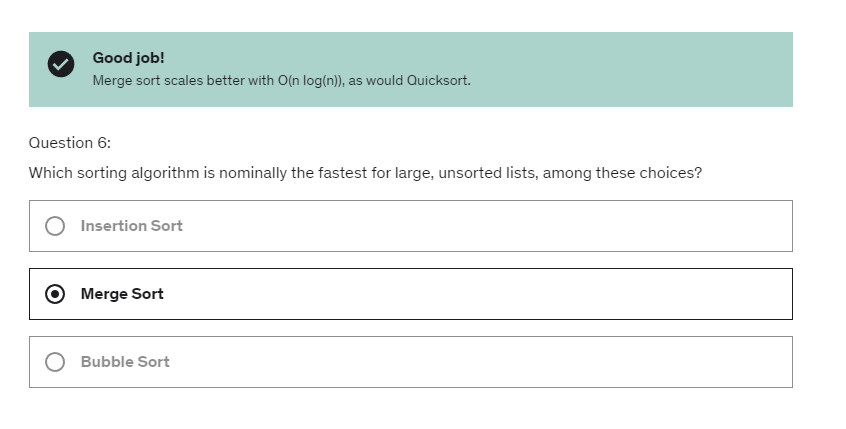 Good job!
Merge sort scales better with O(n log(n)), as would Quicksort.
Question 6:
Which sorting algorithm is nominally the fastest for large, unsorted lists, among these choices?
Insertion Sort
Merge Sort
Bubble Sort